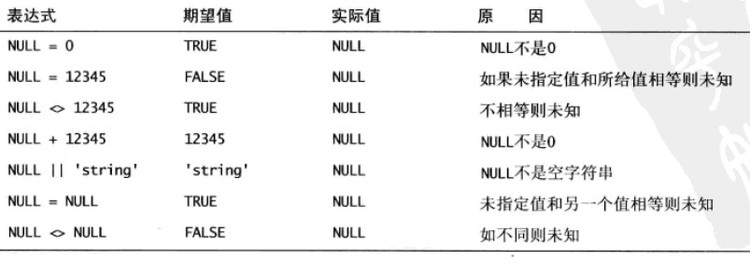 表达式 期望值 实际值 原 因
NULL = 0 TRUE NULL NULL不是0
NULL = 12345 FALSE NULL 如果未指定值和所给值相等则未知
NULL <> 12345 TRUE NULL 不相等则未知
NULL + 12345 12345 NULL NULL不是0
NULL || 'string' 'string' NULL NULL不是空字符串
NULL = NULL TRUE NULL 未指定值和另一个值相等则未知
NULL <> NULL FALSE NULL 如不同则未知